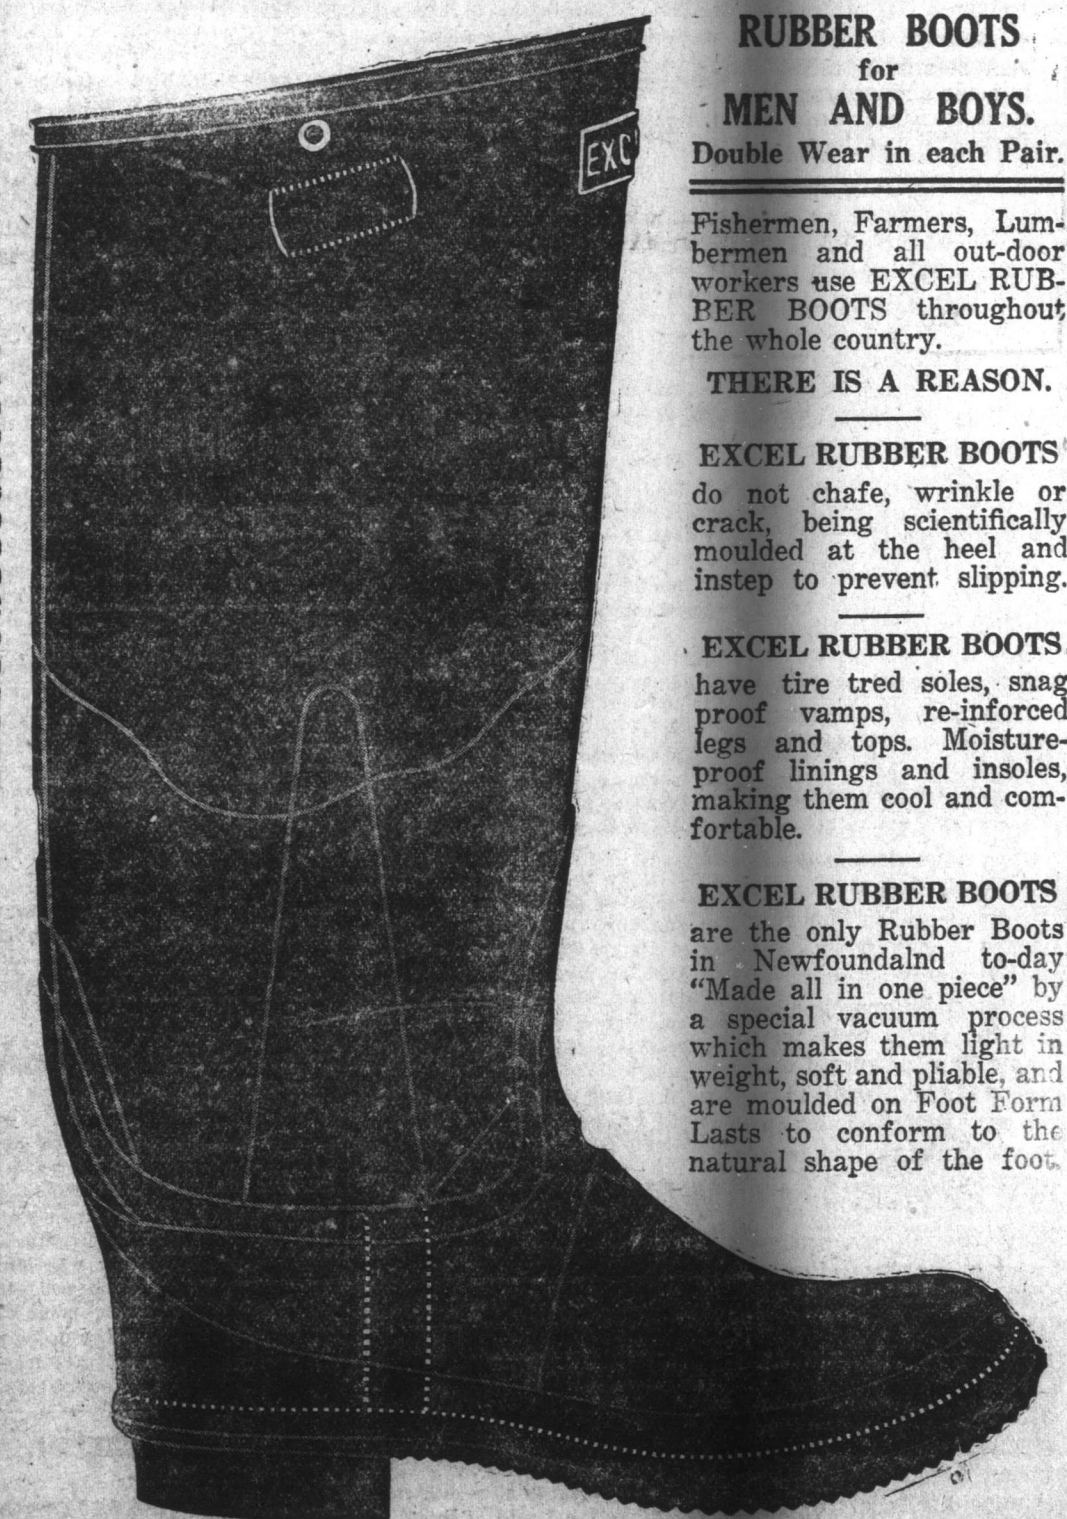 RUBBER BOOTS
for
MEN AND BOYS.
Double Wear in each Pair.
EXC
Fishermen, Farmers, Lum-
bermen and all out-door
workers use EXCEL RUB-
BER BOOTS throughout
the whole country.
THERE IS A REASON.
EXCEL RUBBER BOOTS
do not chafe, wrinkle or
crack, being scientifically
moulded at the heel and
instep to prevent slipping.
EXCEL RUBBER BOOTS
have tire tred soles, snag
proof vamps, re-inforced
legs and tops. Moisture-
proof linings and insoles,
making them cool and com-
fortable.
EXCEL RUBBER BOOTS
are the only Rubber Boots
in Newfoundalnd to-day
“Made all in one piece” by
a special vacuum process
which makes them light in
weight, soft and pliable, and
are moulded on Foot Form
Lasts to conform to the
natural shape of the foot.